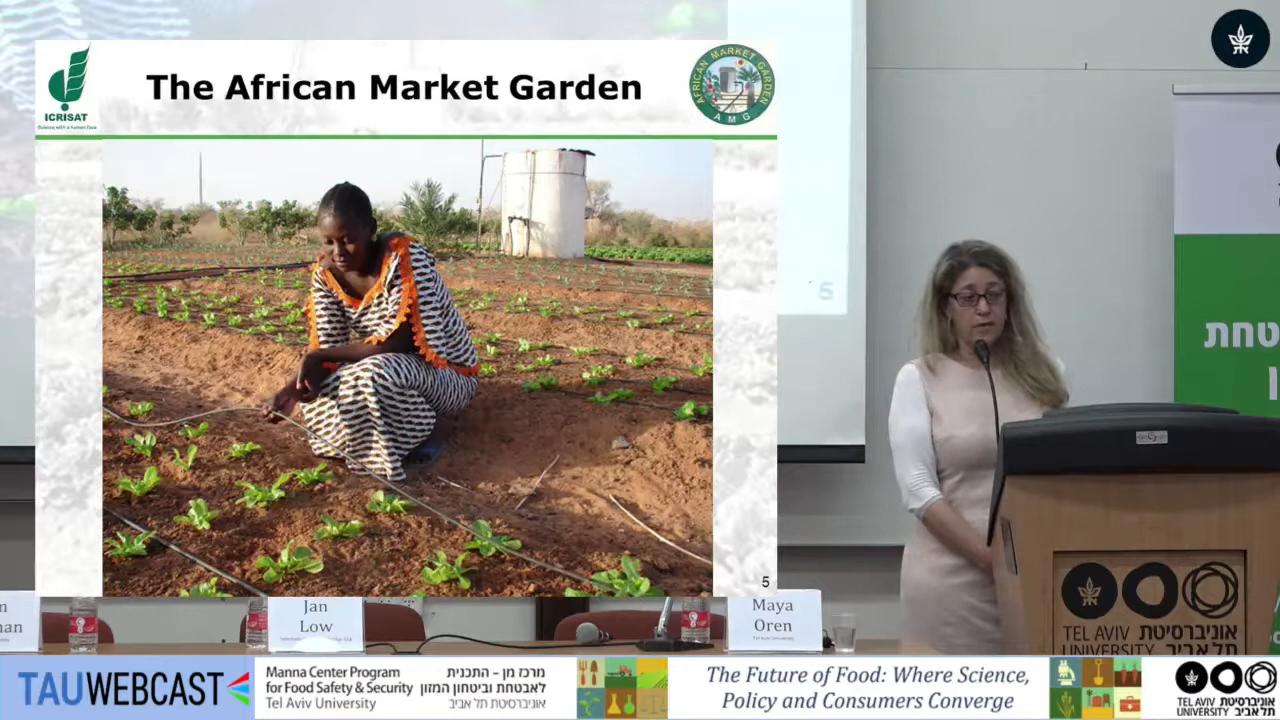 The African Market Garden
ICRISAT
Science with a human face
AFRICAN MARKET GARDEN
AMG
5
5
טחת
Jan
Low
Maya
Oren
Tel Aviv University
TEL AVIV
UNIVERSITY
אוניברסיטת
תל אביב
TAUWEBCAST
Manna Center Program
for Food Safety & Security
Tel Aviv University
מרכז מן – התכנית
לאבטחת וביטחון המזון
אוניברסיטת תל אביב
The Future of Food: Where Science,
Policy and Consumers Converge
TEL AVIV
UNIVERSITY
אוניברסיטת
תל אביב